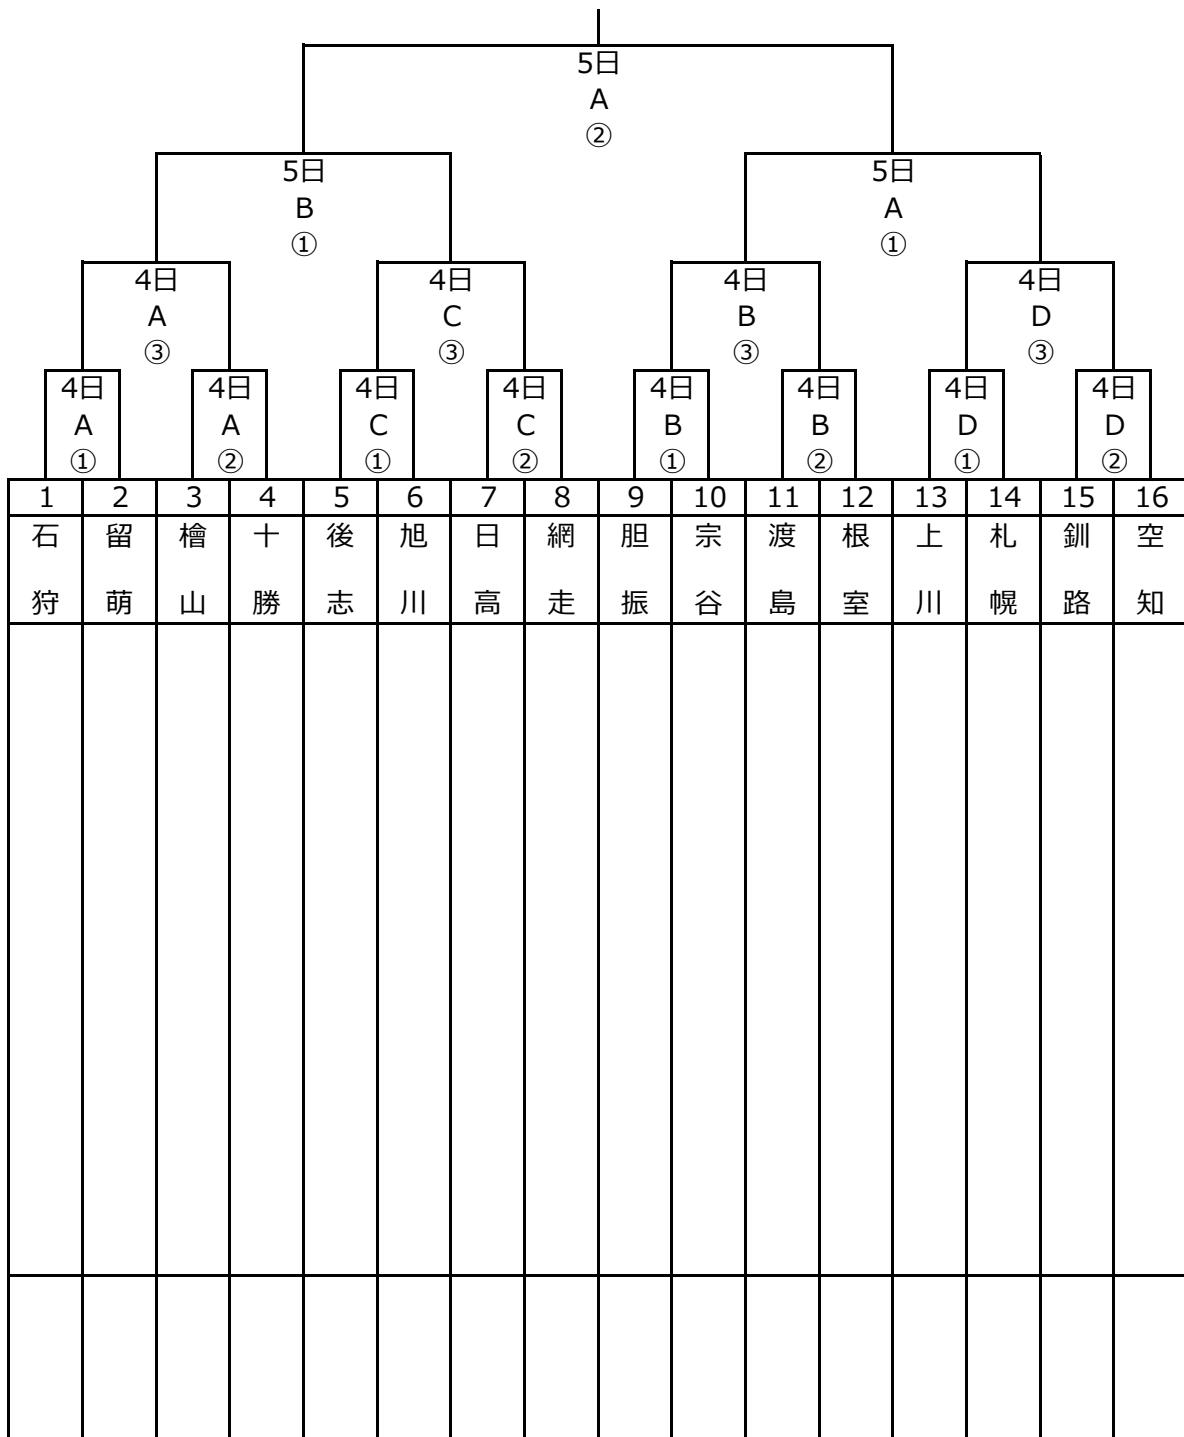 5日
A
②
5日 5日
B A
① ①
4日 4日 4日 4日
A C B D
③ ③ ③ ③
4日 4日 4日 4日 4日 4日 4日 4日
A A C C B B D D
① ② ① ② ① ② ① ②
1 2 3 4 5 6 7 8 9 10 11 12 13 14 15 16
石狩
留萌
檜山
十勝
後志
旭川
日高
網走
胆振
宗谷
渡島
根室
上川
札幌
釧路
空知